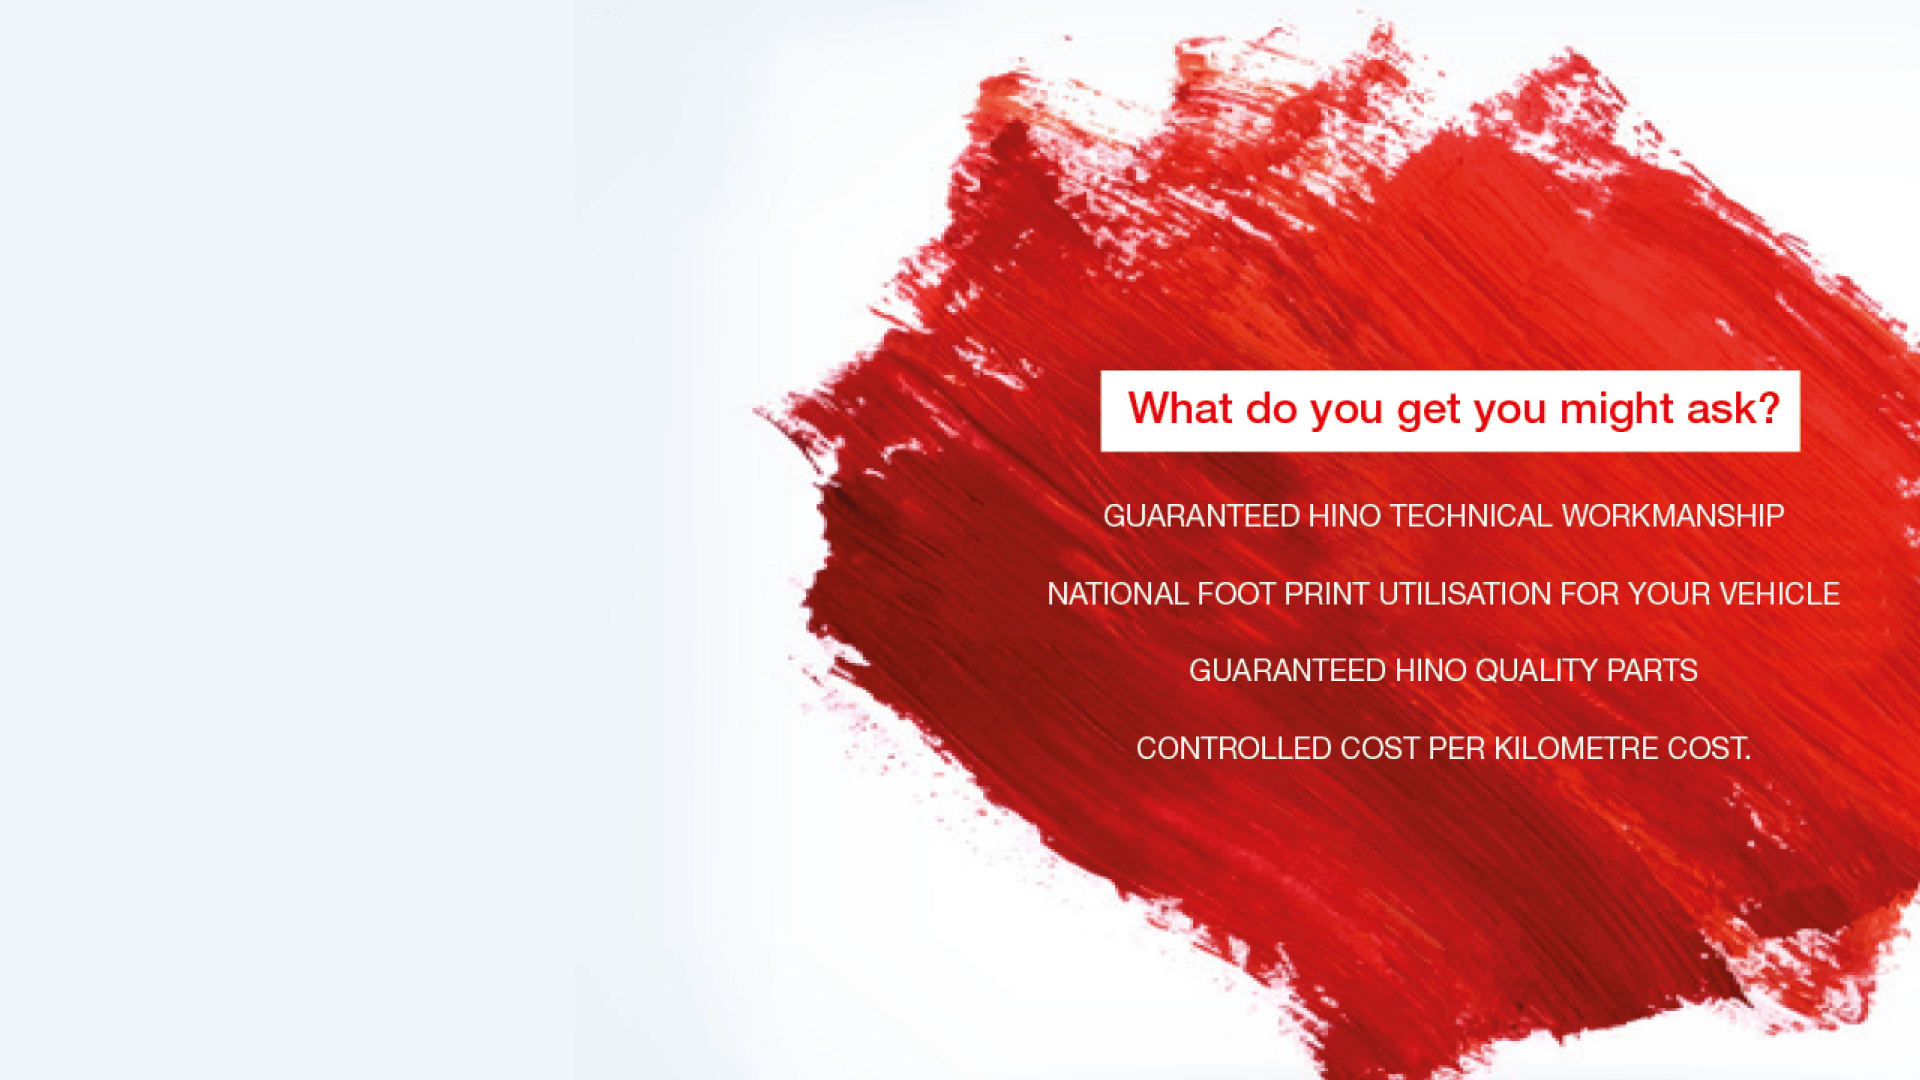 What do you get you might ask?
GUARANTEED HINO TECHNICAL WORKMANSHIP
NATIONAL FOOT PRINT UTILISATION FOR YOUR VEHICLE
GUARANTEED HINO QUALITY PARTS
CONTROLLED COST PER KILOMETRE COST.